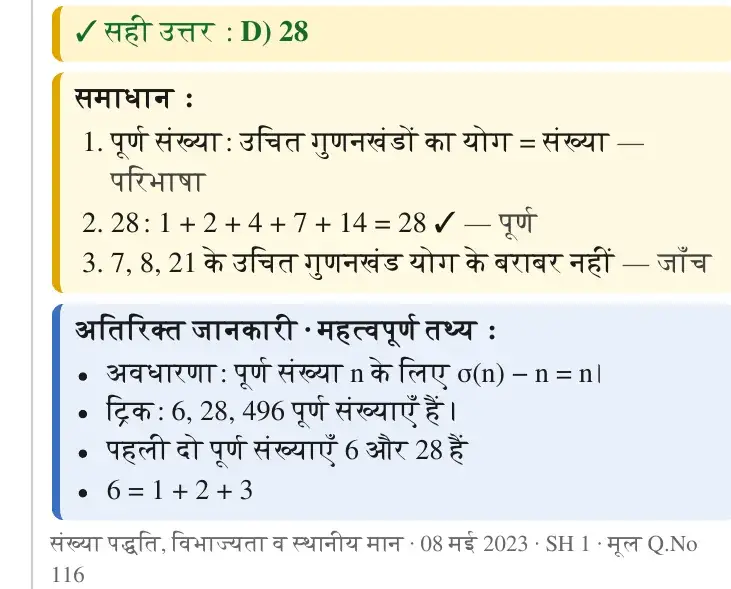 ✓ सही उत्तर : D) 28
समाधान :
1. पूर्ण संख्या : उचित गुणनखंडों का योग = संख्या —
परिभाषा
2. 28 : 1 + 2 + 4 + 7 + 14 = 28 ✓ — पूर्ण
3. 7, 8, 21 के उचित गुणनखंड योग के बराबर नहीं — जाँच
अतिरिक्त जानकारी · महत्वपूर्ण तथ्य :
• अवधारणा : पूर्ण संख्या n के लिए σ(n) − n = n।
• ट्रिक : 6, 28, 496 पूर्ण संख्याएँ हैं।
• पहली दो पूर्ण संख्याएँ 6 और 28 हैं
• 6 = 1 + 2 + 3
संख्या पद्धति, विभाज्यता व स्थानीय मान · 08 मई 2023 · SH 1 · मूल Q.No
116